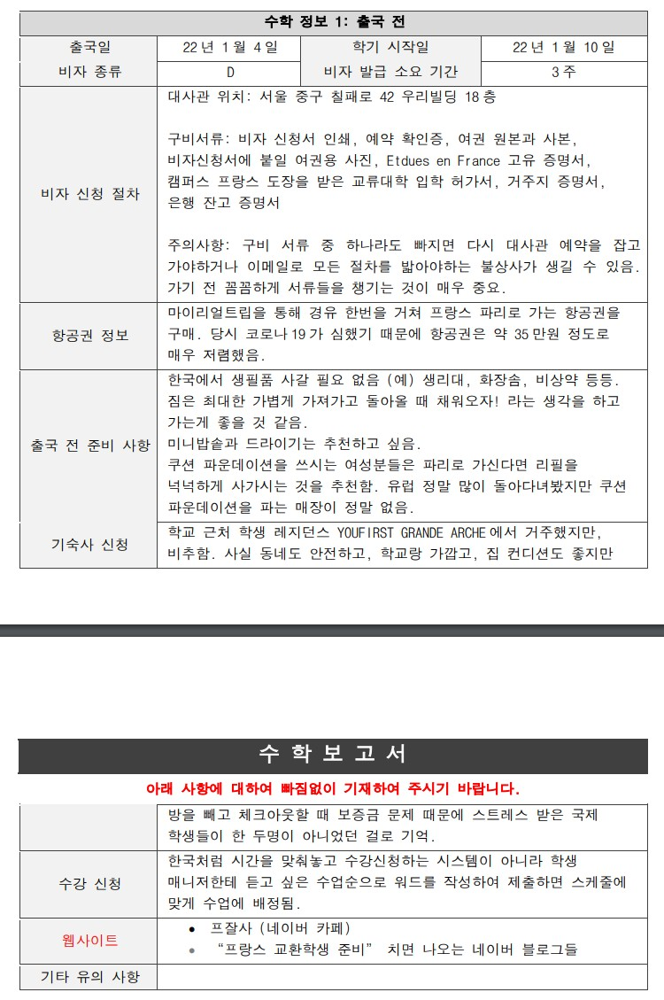 수학 정보 1: 출국 전
출국일 22년 1월 4일 학기 시작일 22년 1월 10일
비자 종류 D 비자 발급 소요 기간 3주
비자 신청 절차
대사관 위치: 서울 중구 칠패로 42 우리빌딩 18층
구비서류: 비자 신청서 인쇄, 예약 확인증, 여권 원본과 사본,
비자신청서에 붙일 여권용 사진, Etdues en France 고유 증명서,
캠퍼스 프랑스 도장을 받은 교류대학 입학 허가서, 거주지 증명서,
은행 잔고 증명서
주의사항: 구비 서류 중 하나라도 빠지면 다시 대사관 예약을 잡고
가야하거나 이메일로 모든 절차를 밟아야하는 불상사가 생길 수 있음.
가기 전 꼼꼼하게 서류들을 챙기는 것이 매우 중요.
항공권 정보
마이리얼트립을 통해 경유 한번을 거쳐 프랑스 파리로 가는 항공권을
구매. 당시 코로나19가 심했기 때문에 항공권은 약 35만원 정도로
매우 저렴했음.
출국 전 준비 사항
한국에서 생필품 사갈 필요 없음 (예) 생리대, 화장솜, 비상약 등등.
짐은 최대한 가볍게 가져가고 돌아올 때 채워오자! 라는 생각을 하고
가는게 좋을 것 같음.
미니밥솥과 드라이기는 추천하고 싶음.
쿠션 파운데이션을 쓰시는 여성분들은 파리로 가신다면 리필을
넉넉하게 사가시는 것을 추천함. 유럽 정말 많이 돌아다녀봤지만 쿠션
파운데이션을 파는 매장이 정말 없음.
기숙사 신청
학교 근처 학생 레지던스 YOUFIRST GRANDE ARCHE에서 거주했지만,
비추함. 사실 동네도 안전하고, 학교랑 가깝고, 집 컨디션도 좋지만
수 학 보 고 서
아래 사항에 대하여 빠짐없이 기재하여 주시기 바랍니다.
방을 빼고 체크아웃할 때 보증금 문제 때문에 스트레스 받은 국제
학생들이 한 두명이 아니었던 걸로 기억.
수강 신청
한국처럼 시간을 맞춰놓고 수강신청하는 시스템이 아니라 학생
매니저한테 듣고 싶은 수업순으로 워드를 작성하여 제출하면 스케줄에
맞게 수업에 배정됨.
웹사이트
• 프잘사 (네이버 카페)
• “프랑스 교환학생 준비” 치면 나오는 네이버 블로그들
기타 유의 사항